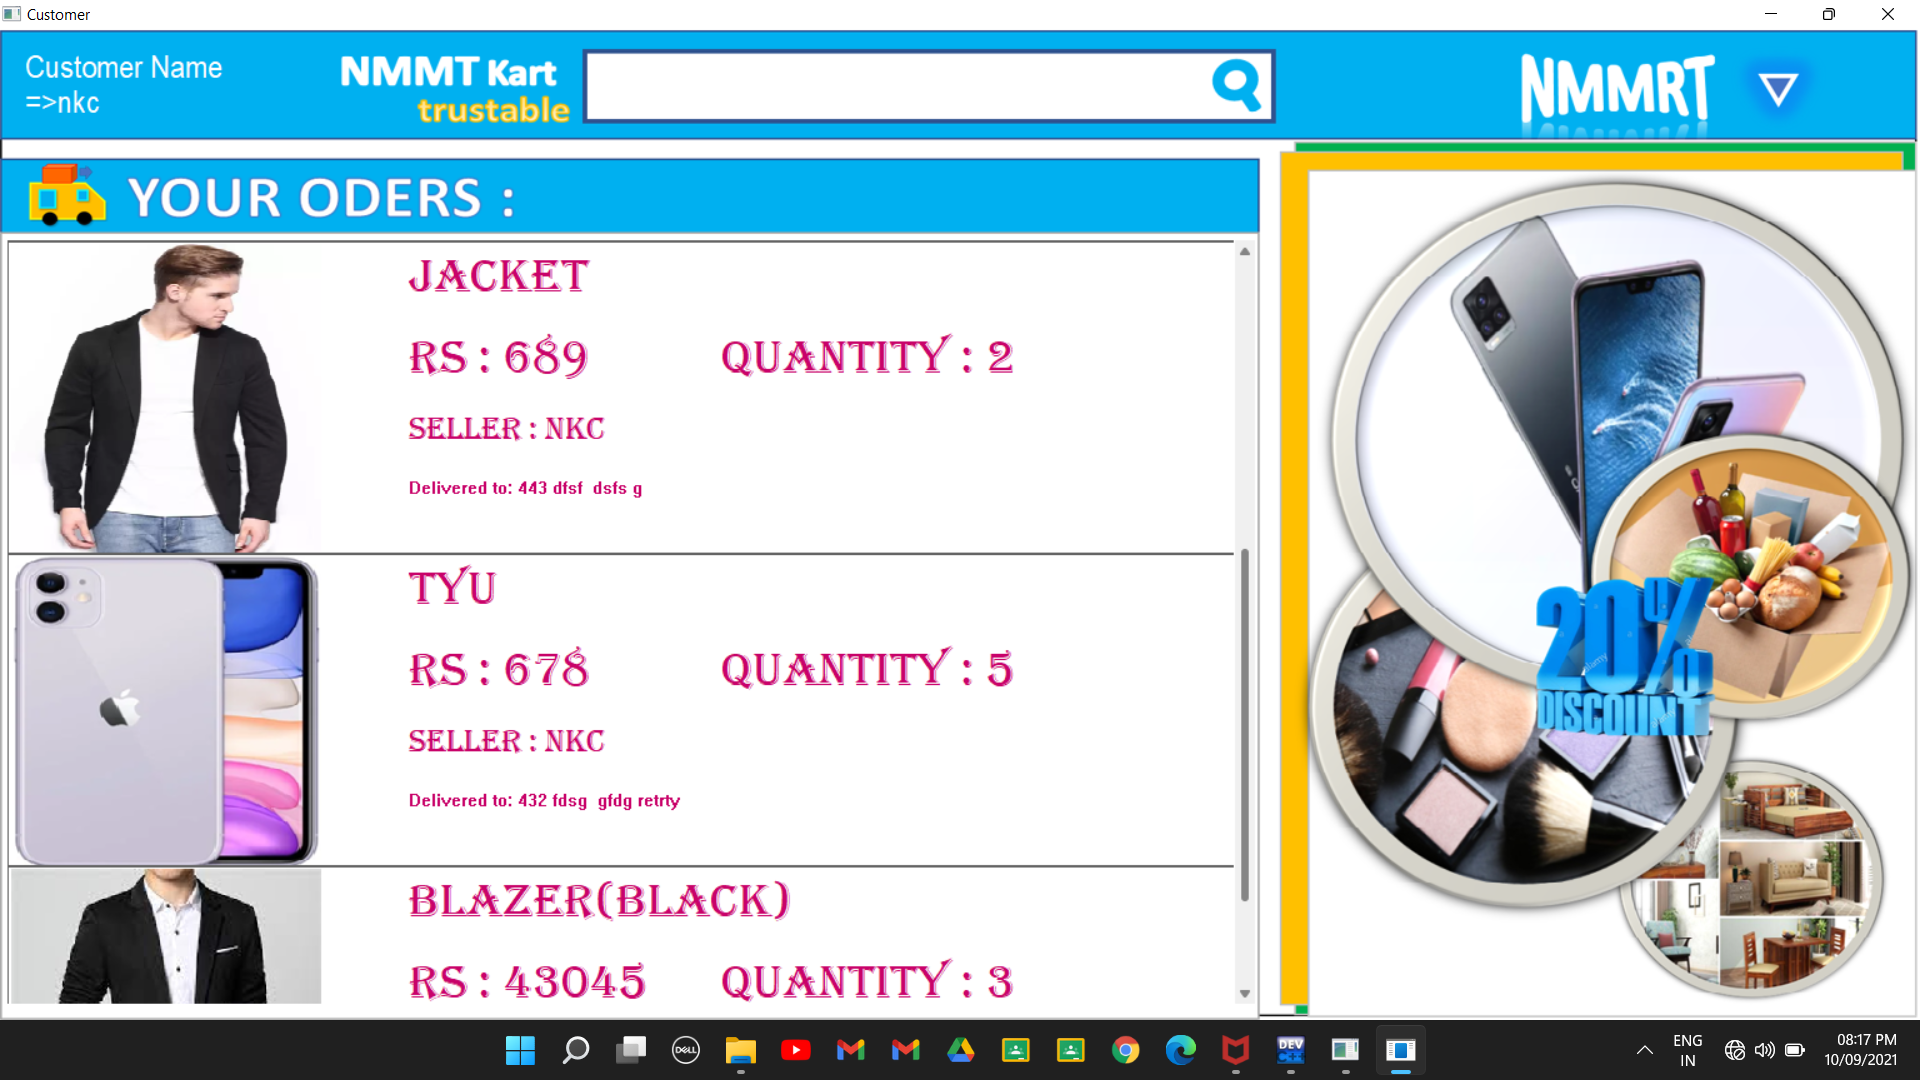 Customer
Customer Name
=>nkc
NMMT Kart
trustable
NMMRT
YOUR ODERS :
JACKET
RS : 689 QUANTITY : 2
SELLER : NKC
Delivered to: 443 dfsf dsfs g
TYU
RS : 678 QUANTITY : 5
SELLER : NKC
Delivered to: 432 fdsg gfdg retrty
BLAZER(BLACK)
RS : 43045 QUANTITY : 3
20%
DISCOUNT
DELL
DEV
C++
ENG
IN
08:17 PM
10/09/2021